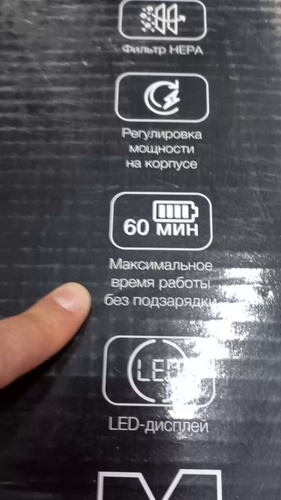 Фильтр HEPA
Регулировка
мощности
на корпусе
60 мин
Максимальное
время работы
без подзарядки
LED
LED-дисплей